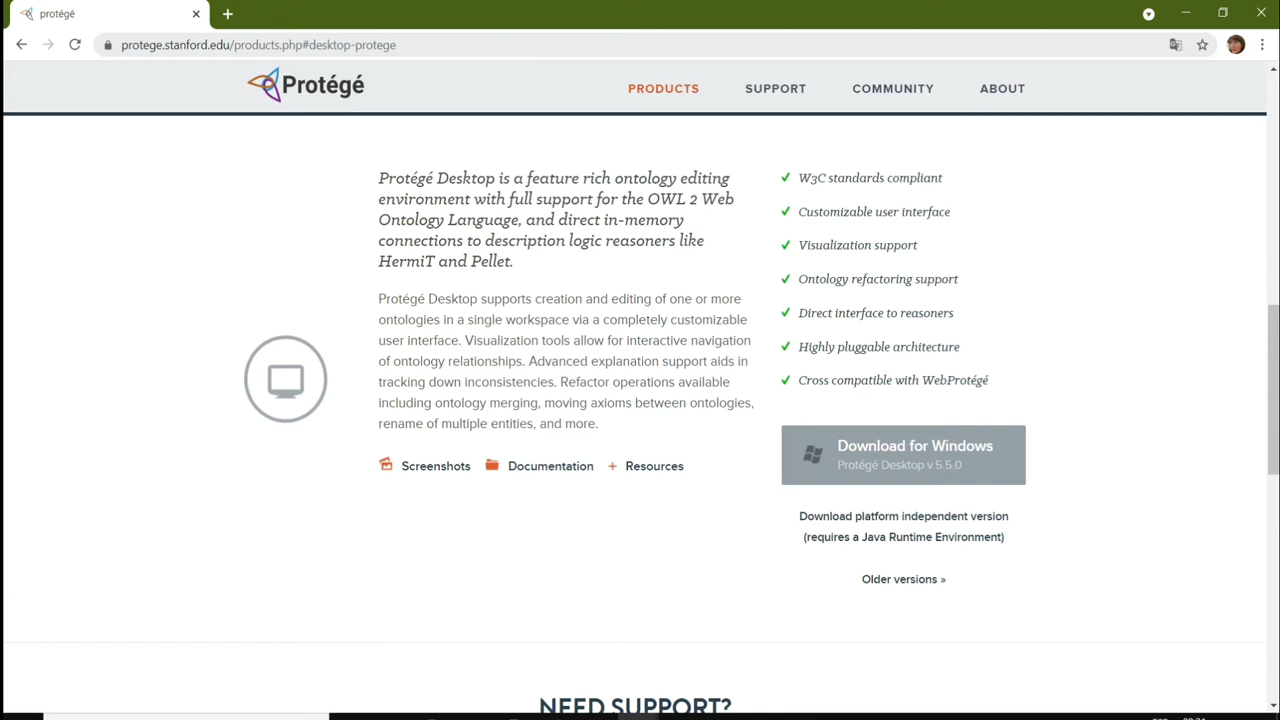 protégé
protege.stanford.edu/products.php#desktop-protege
Protégé
PRODUCTS
SUPPORT
COMMUNITY
ABOUT
Protégé Desktop is a feature rich ontology editing
environment with full support for the OWL 2 Web
Ontology Language, and direct in-memory
connections to description logic reasoners like
HermiT and Pellet.
Protégé Desktop supports creation and editing of one or more
ontologies in a single workspace via a completely customizable
user interface. Visualization tools allow for interactive navigation
of ontology relationships. Advanced explanation support aids in
tracking down inconsistencies. Refactor operations available
including ontology merging, moving axioms between ontologies,
rename of multiple entities, and more.
Screenshots
Documentation
Resources
W3C standards compliant
Customizable user interface
Visualization support
Ontology refactoring support
Direct interface to reasoners
Highly pluggable architecture
Cross compatible with WebProtégé
Download for Windows
Protégé Desktop v.5.5.0
Download platform independent version
(requires a Java Runtime Environment)
Older versions »
NEED SUPPORT?